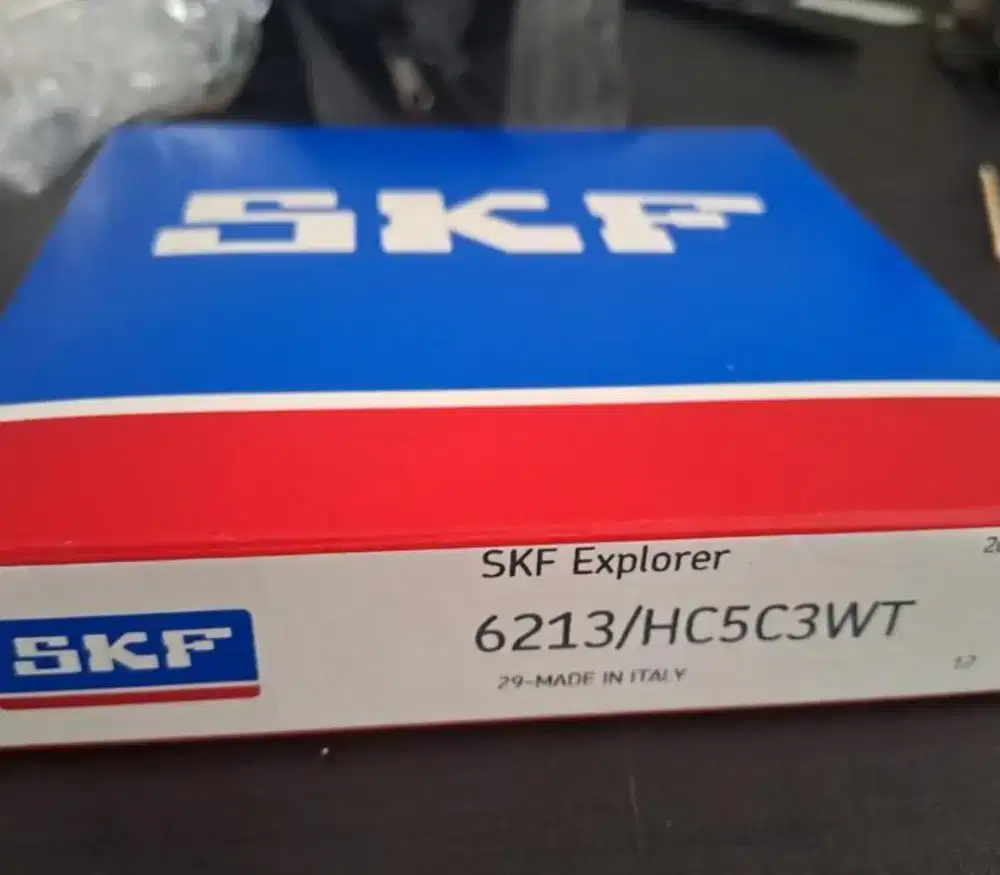 SKF
SKF Explorer
6213/HC5C3WT
SKF
29-MADE IN ITALY